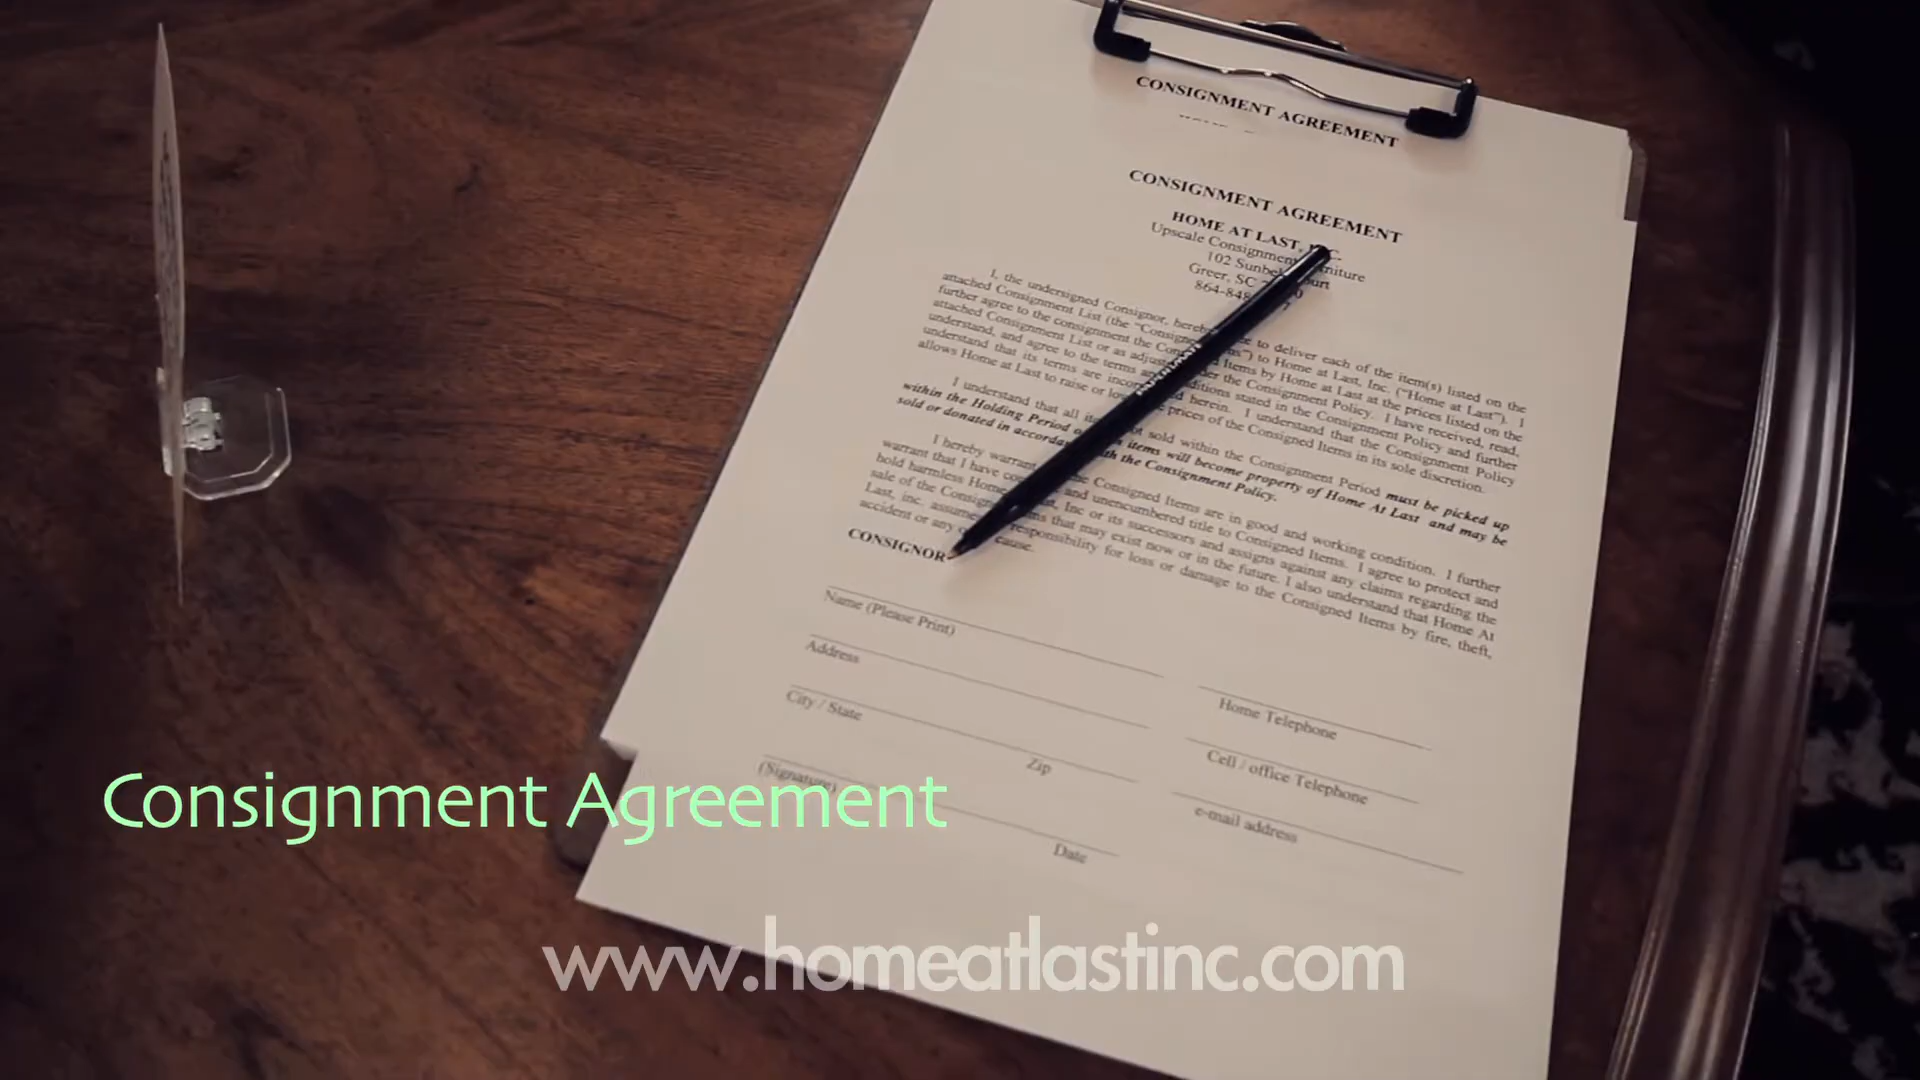 CONSIGNMENT AGREEMENT
CONSIGNMENT AGREEMENT
HOME AT LAST,
Upscale Consignment
102 Court
Greer, SC
I, the undersigned Consignor, to deliver each of the item(s) listed on the
attached Consignment List (the “Consigned to Home at Last, Inc. (“Home at Last”). I
further agree to the consignment the Items by Home at Last at the prices listed on the
attached Consignment List or as the Consignment Policy. I have received, read,
understand, and agree to the terms stated in the Consignment Policy and further
understand that its terms are herein. I understand that the Consignment Policy
allows Home at Last to raise or prices of the Consigned Items in its sole discretion.
I understand that all not sold within the Consignment Period must be picked up
within the Holding Period items will become property of Home At Last and may be
sold or donated in the Consignment Policy.
I hereby warrant Consigned Items are in good and working condition. I further
warrant that I have and unencumbered title to Consigned Items. I agree to protect and
hold harmless Inc or its successors and assigns against any claims regarding the
sale of the that may exist now or in the future. I also understand that Home At
Last, inc. responsibility for loss or damage to the Consigned Items by fire, theft,
accident or any cause.
CONSIGNOR
Name (Please Print)
Address
Home Telephone
City / State
Zip
Cell / office Telephone
(Signature)
Date
e-mail address
Consignment Agreement
www.homeatlastinc.com